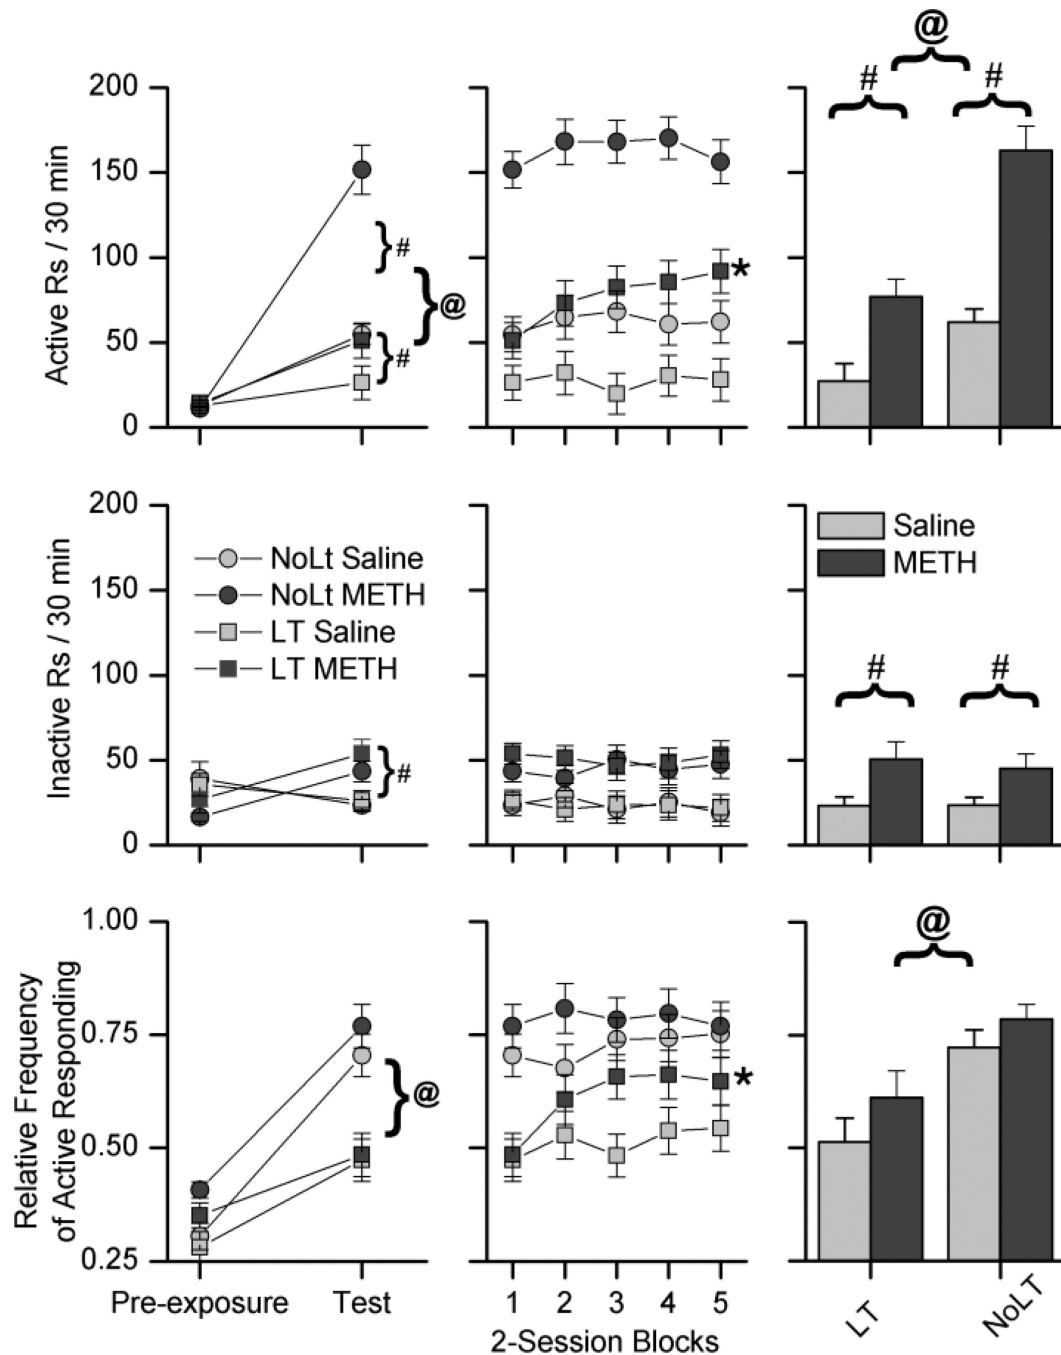 @
#
#
200
150
100
50
0
Active Rs / 30 min
#
@
#
*
200
150
100
50
0
Inactive Rs / 30 min
NoLt Saline
NoLt METH
LT Saline
LT METH
#
Saline
METH
#
#
1.00
0.75
0.50
0.25
Relative Frequency
of Active Responding
@
*
@
Pre-exposure
Test
1
2
3
4
5
2-Session Blocks
LT
NoLT